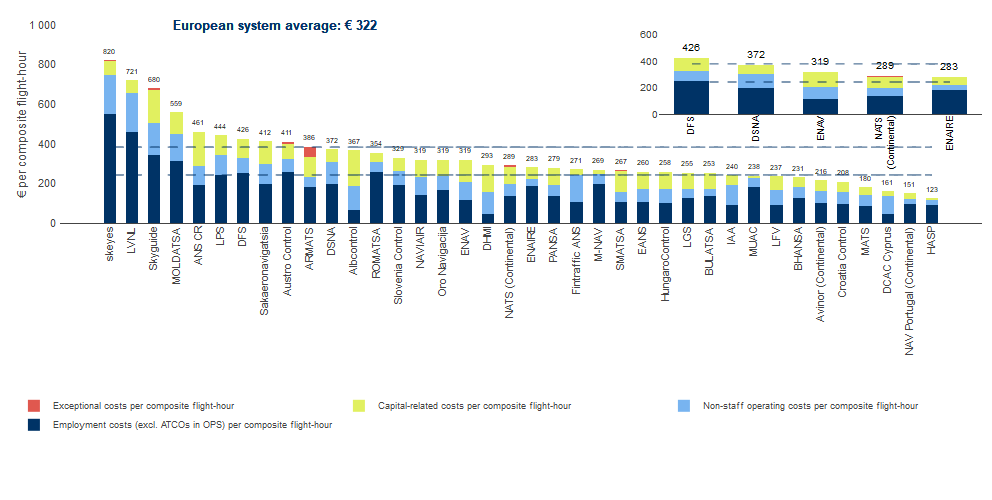 European system average: € 322
€ per composite flight-hour
1 000
800
600
400
200
0
820
721
680
559
461
444
426
412
411
386
372
367
354
329
319
319
319
293
289
283
279
271
269
267
260
258
255
253
240
238
237
231
216
208
180
161
151
123
skeyes
LVNL
Skyguide
MOLDATSA
ANS CR
LPS
DFS
Sakaeronavigatsia
Austro Control
ARMATS
DSNA
Albcontrol
ROMATSA
Slovenia Control
NAVIAIR
Oro Navigacija
ENAV
DHMI
NATS (Continental)
ENAIRE
PANSA
Fintraffic ANS
M-NAV
SMATSA
EANS
HungaroControl
LGS
BULATSA
IAA
MUAC
LFV
BHANSA
Avinor (Continental)
Croatia Control
MATS
DCAC Cyprus
NAV Portugal (Continental)
HASP
600
400
200
0
426
372
319
289
283
DFS
DSNA
ENAV
NATS
(Continental)
ENAIRE
Exceptional costs per composite flight-hour
Capital-related costs per composite flight-hour
Non-staff operating costs per composite flight-hour
Employment costs (excl. ATCOs in OPS) per composite flight-hour